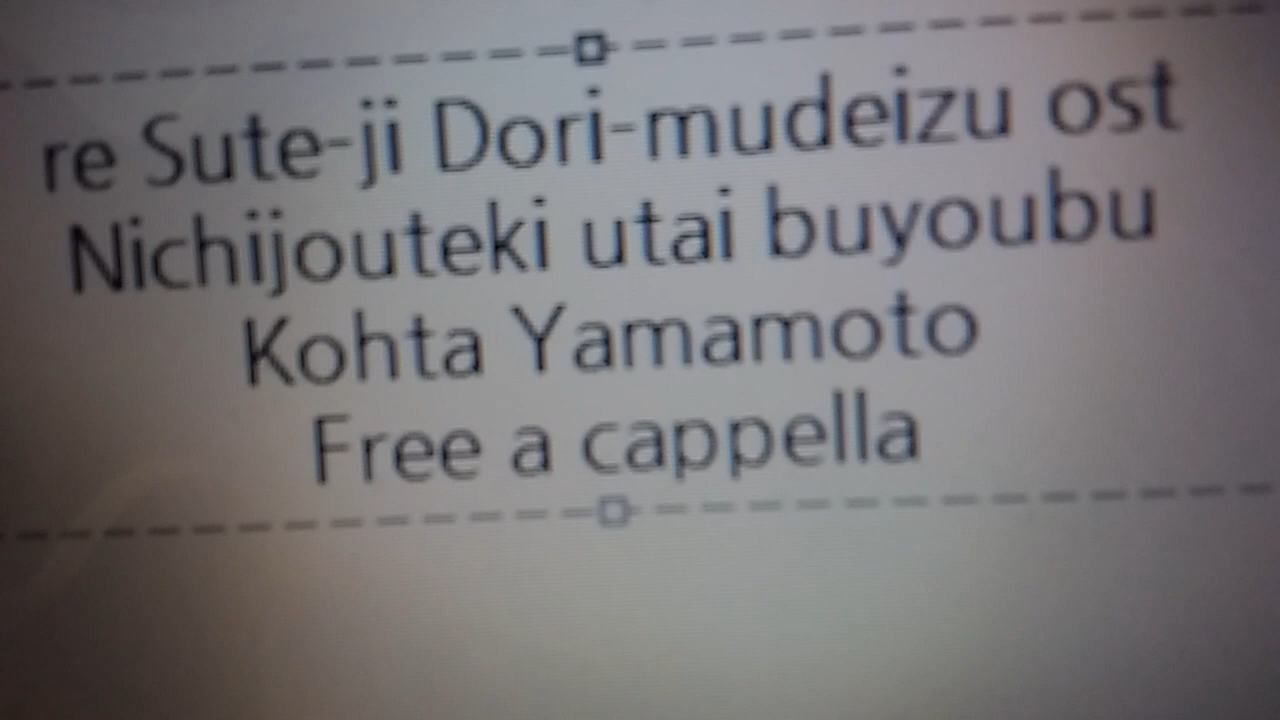 re Sute-ji Dori-mudeizu ost
Nichijouteki utai buyoubu
Kohta Yamamoto
Free a cappella